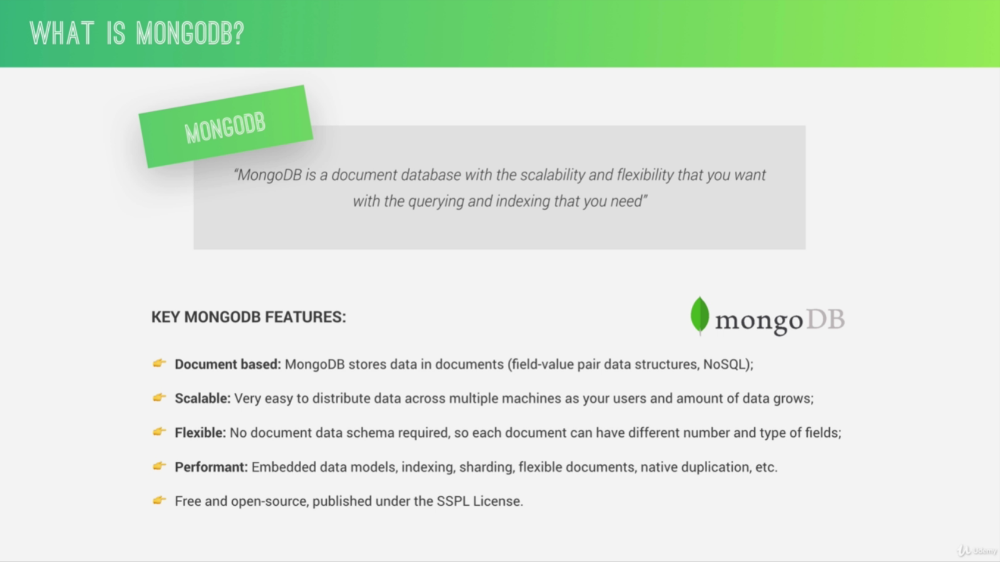 WHAT IS MONGODB?
MONGODB
“MongoDB is a document database with the scalability and flexibility that you want
with the querying and indexing that you need”
KEY MONGODB FEATURES:
mongoDB
👉 Document based: MongoDB stores data in documents (field-value pair data structures, NoSQL);
👉 Scalable: Very easy to distribute data across multiple machines as your users and amount of data grows;
👉 Flexible: No document data schema required, so each document can have different number and type of fields;
👉 Performant: Embedded data models, indexing, sharding, flexible documents, native duplication, etc.
👉 Free and open-source, published under the SSPL License.
Udemy